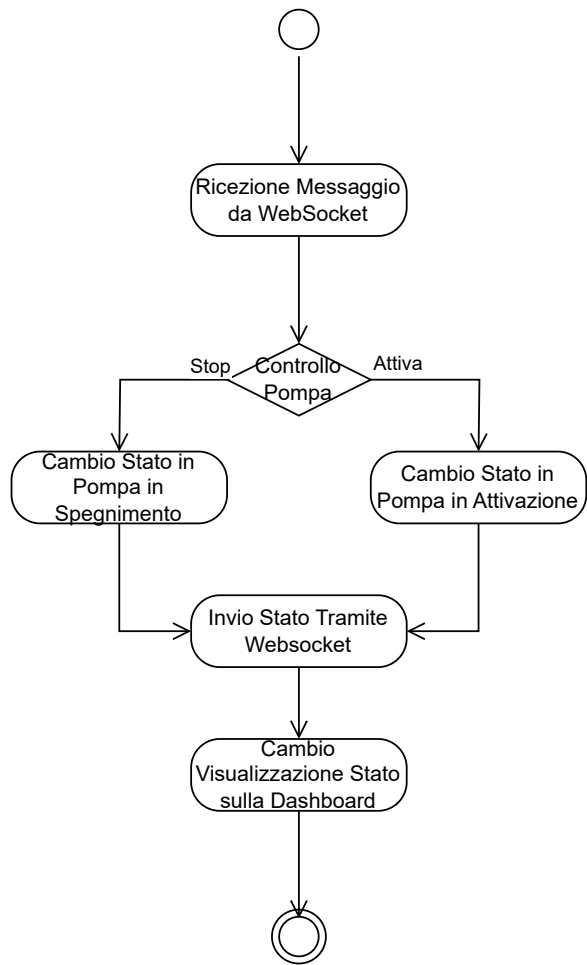 Ricezione Messaggio
da WebSocket
Controllo
Pompa
Stop
Attiva
Cambio Stato in
Pompa in
Spegnimento
Cambio Stato in
Pompa in Attivazione
Invio Stato Tramite
Websocket
Cambio
Visualizzazione Stato
sulla Dashboard